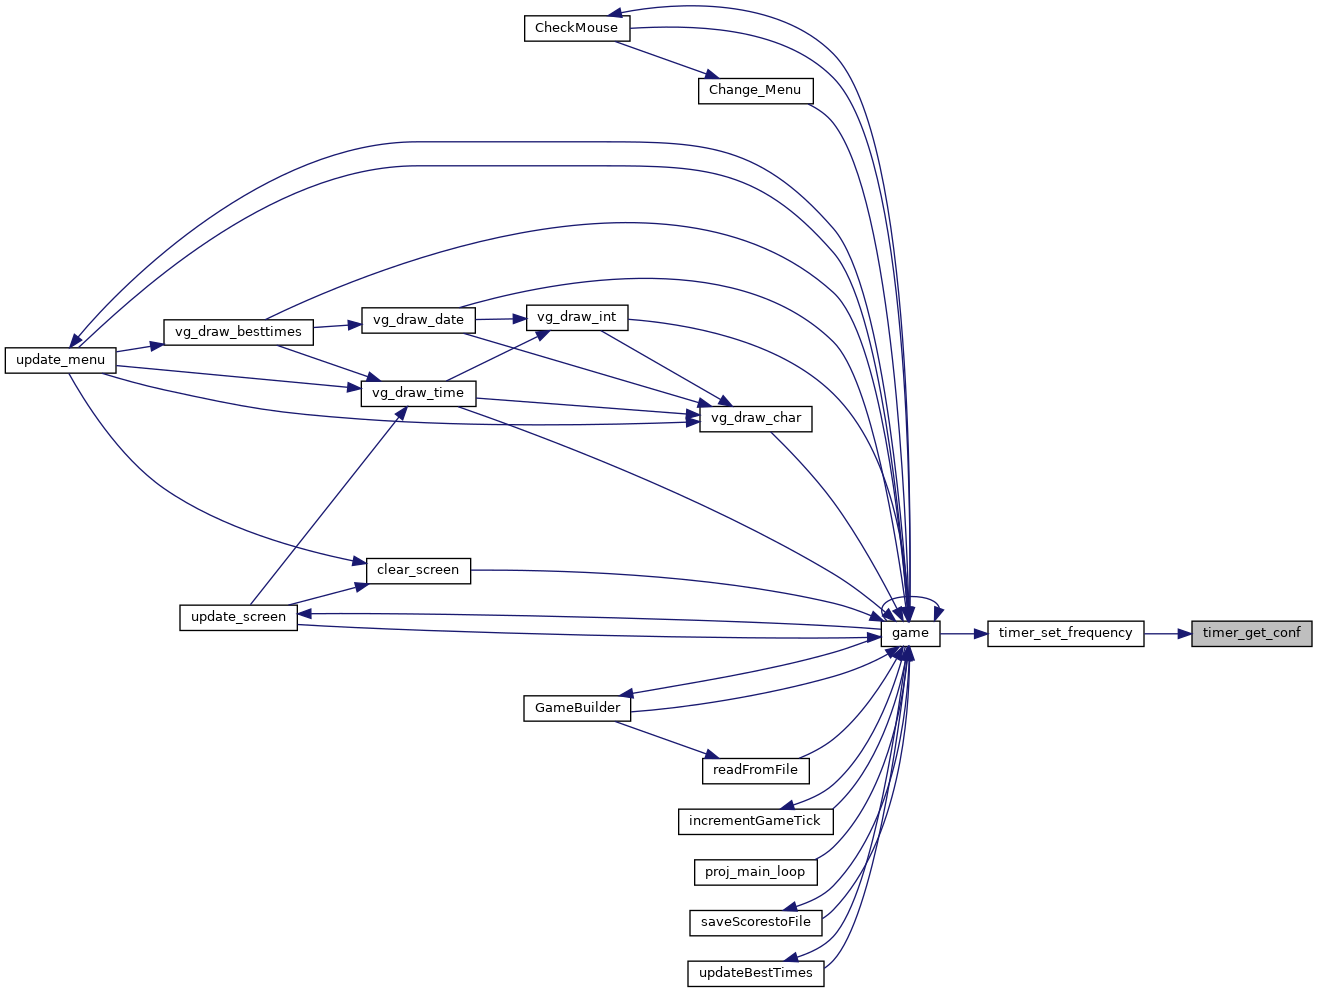 CheckMouse
Change_Menu
vg_draw_besttimes
vg_draw_date
vg_draw_int
update_menu
vg_draw_time
vg_draw_char
clear_screen
update_screen
game
timer_set_frequency
timer_get_conf
GameBuilder
readFromFile
incrementGameTick
proj_main_loop
saveScorestoFile
updateBestTimes